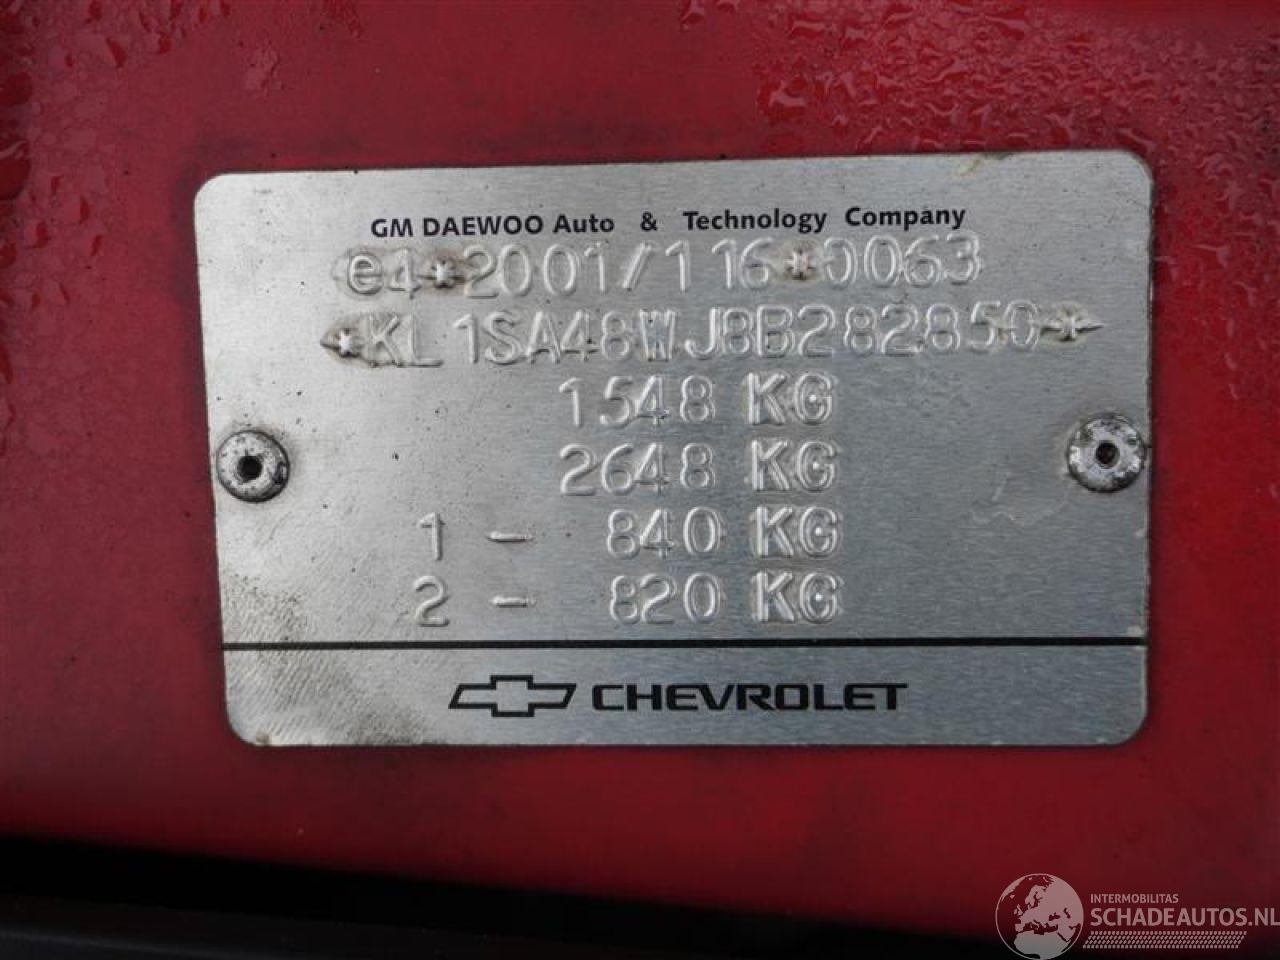 GM DAEWOO Auto & Technology Company
e4*2001/116*0063
*KL1SA48WJ8B282850*
1548 KG
2648 KG
1 - 840 KG
2 - 820 KG
CHEVROLET
INTERMOBILITAS
SCHADEAUTOS.NL